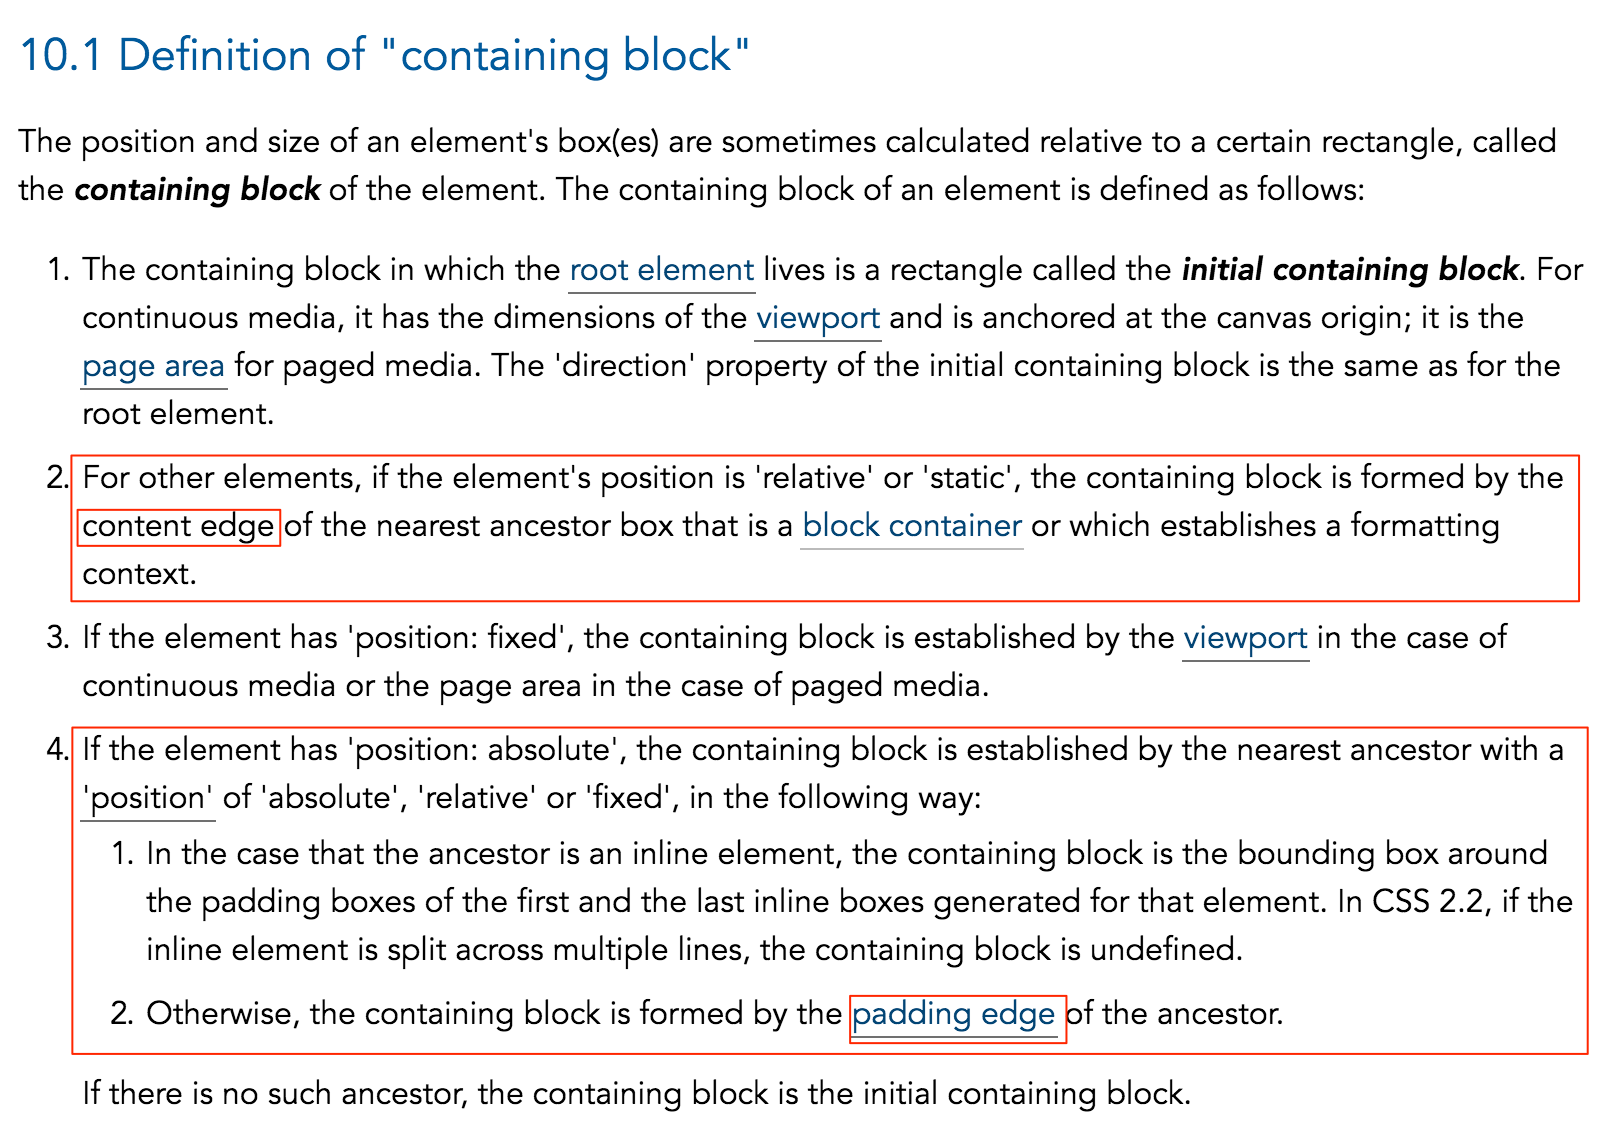 10.1 Definition of "containing block"
The position and size of an element's box(es) are sometimes calculated relative to a certain rectangle, called
the containing block of the element. The containing block of an element is defined as follows:
1. The containing block in which the root element lives is a rectangle called the initial containing block. For
continuous media, it has the dimensions of the viewport and is anchored at the canvas origin; it is the
page area for paged media. The 'direction' property of the initial containing block is the same as for the
root element.
2. For other elements, if the element's position is 'relative' or 'static', the containing block is formed by the
content edge of the nearest ancestor box that is a block container or which establishes a formatting
context.
3. If the element has 'position: fixed', the containing block is established by the viewport in the case of
continuous media or the page area in the case of paged media.
4. If the element has 'position: absolute', the containing block is established by the nearest ancestor with a
'position' of 'absolute', 'relative' or 'fixed', in the following way:
1. In the case that the ancestor is an inline element, the containing block is the bounding box around
the padding boxes of the first and the last inline boxes generated for that element. In CSS 2.2, if the
inline element is split across multiple lines, the containing block is undefined.
2. Otherwise, the containing block is formed by the padding edge of the ancestor.
If there is no such ancestor, the containing block is the initial containing block.